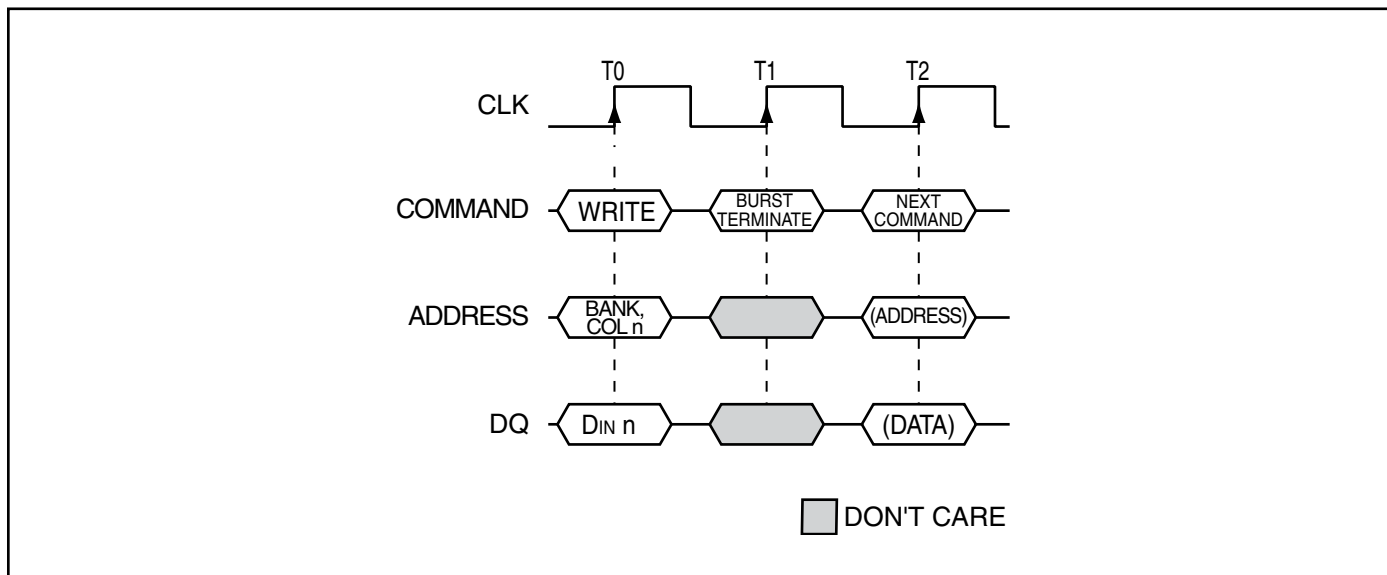 T0 T1 T2
CLK
COMMAND WRITE BURST TERMINATE NEXT COMMAND
ADDRESS BANK, COL n (ADDRESS)
DQ DIN n (DATA)
DON'T CARE